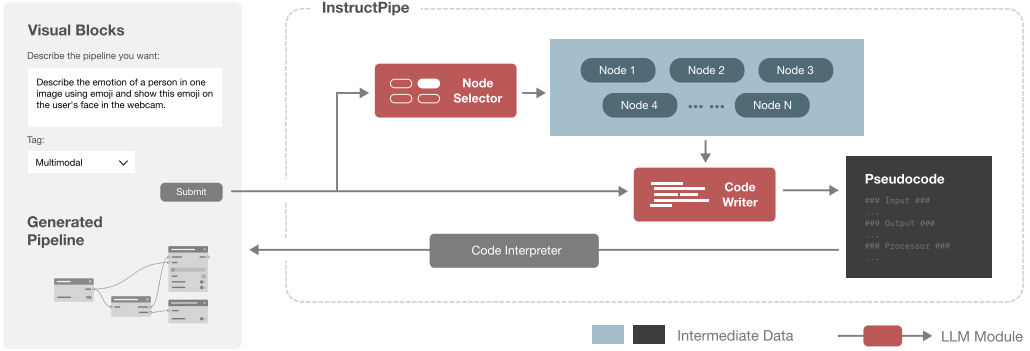 Visual Blocks
Describe the pipeline you want:
Describe the emotion of a person in one
image using emoji and show this emoji on
the user's face in the webcam.
Tag:
Multimodal
Submit
Generated
Pipeline
InstructPipe
Node
Selector
Node 1
Node 2
Node 3
Node 4
... ...
Node N
Code
Writer
Pseudocode
### Input ###
...
### Output ###
...
### Processor ###
...
Code Interpreter
Intermediate Data
LLM Module